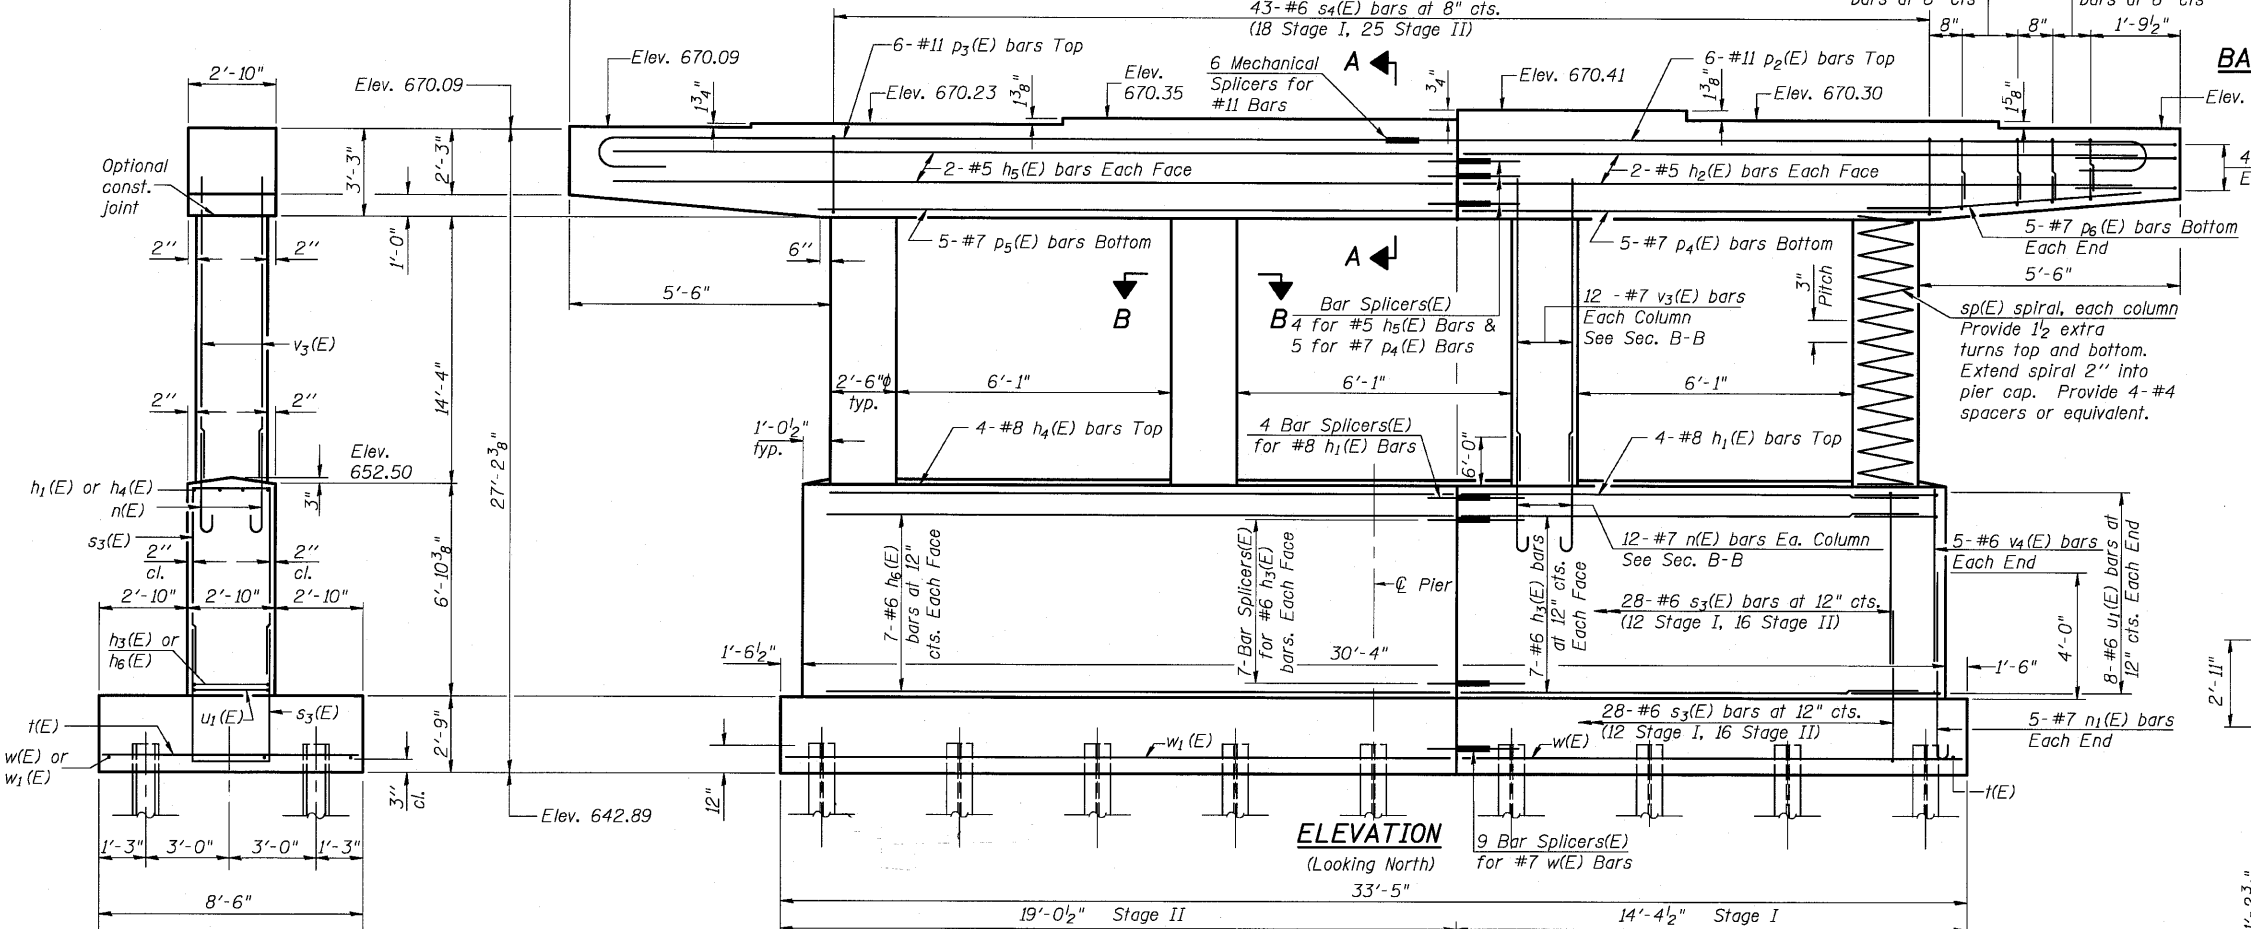 43-#6 s4(E) bars at 8" cts.
(18 Stage I, 25 Stage II)
8"
8"
1'-9½"
BA
2'-10"
Elev. 670.09
Elev. 670.09
6-#11 p3(E) bars Top
1¾"
Elev. 670.23
1⅜"
Elev.
670.35
6 Mechanical
Splicers for
#11 Bars
A
¾"
Elev. 670.41
6-#11 p2(E) bars Top
1⅜"
Elev. 670.30
1⅝"
Elev.
Optional
const.
joint
3'-3"
2'-3"
1'-0"
2-#5 h5(E) bars Each Face
2-#5 h2(E) bars Each Face
4
E
2"
2"
6"
5-#7 p5(E) bars Bottom
A
5-#7 p4(E) bars Bottom
5-#7 p6(E) bars Bottom
Each End
5'-6"
5'-6"
B
B
Bar Splicers(E)
4 for #5 h5(E) Bars &
5 for #7 p4(E) Bars
12 -#7 v3(E) bars
Each Column
See Sec. B-B
3"
Pitch
sp(E) spiral, each column
Provide 1½ extra
turns top and bottom.
Extend spiral 2" into
pier cap. Provide 4-#4
spacers or equivalent.
v3(E)
14'-4"
27'-2⅜"
2'-6"ϕ
typ.
6'-1"
6'-1"
6'-1"
2"
2"
1'-0½"
typ.
4-#8 h4(E) bars Top
4 Bar Splicers(E)
for #8 h1(E) Bars
6'-0"
4-#8 h1(E) bars Top
Elev.
652.50
h1(E) or h4(E)
n(E)
3"
s3(E)
2"
cl.
2"
cl.
6'-10⅜"
2'-10"
2'-10"
2'-10"
7-#6 h6(E)
bars at 12"
cts. Each Face
7-Bar Splicers(E)
for #6 h3(E)
bars. Each Face
℄ Pier
12-#7 n(E) bars Ea. Column
See Sec. B-B
7-#6 h3(E) bars
at 12" cts.
Each Face
28-#6 s3(E) bars at 12" cts.
(12 Stage I, 16 Stage II)
5-#6 v4(E) bars
Each End
4'-0"
8-#6 u1(E) bars at
12" cts. Each End
h3(E) or
h6(E)
1'-6½"
30'-4"
1'-6"
2'-11"
u1(E)
s3(E)
t(E)
w(E) or
w1(E)
2'-9"
3"
cl.
12"
w1(E)
28-#6 s3(E) bars at 12" cts.
(12 Stage I, 16 Stage II)
w(E)
5-#7 n1(E) bars
Each End
t(E)
Elev. 642.89
1'-3"
3'-0"
3'-0"
1'-3"
8'-6"
ELEVATION
(Looking North)
9 Bar Splicers(E)
for #7 w(E) Bars
33'-5"
19'-0½" Stage II
14'-4½" Stage I